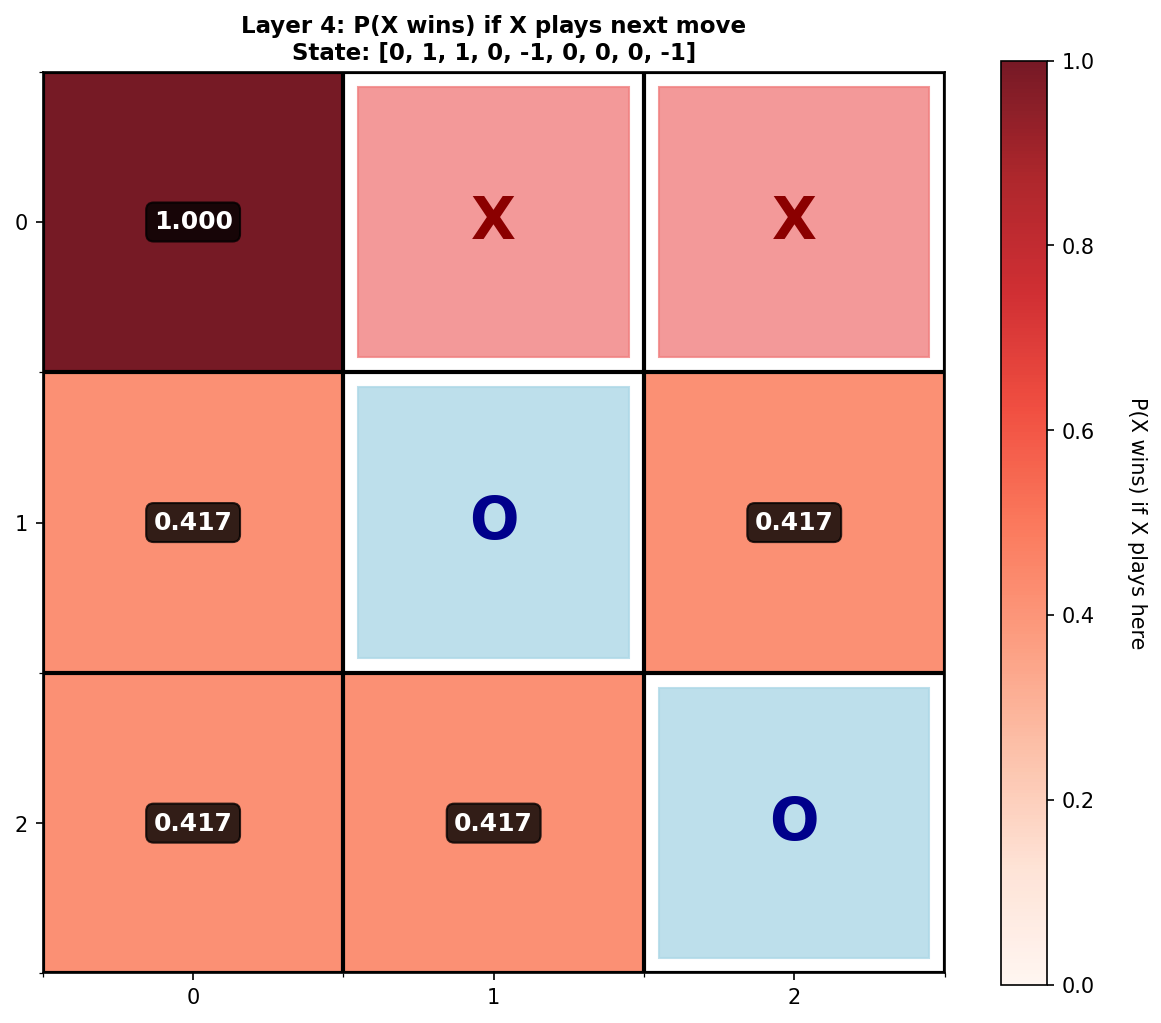 Layer 4: P(X wins) if X plays next move
State: [0, 1, 1, 0, -1, 0, 0, 0, -1]
0
1.000
X
X
1
0.417
O
0.417
2
0.417
0.417
O
0
1
2
1.0
0.8
0.6
0.4
0.2
0.0
P(X wins) if X plays here